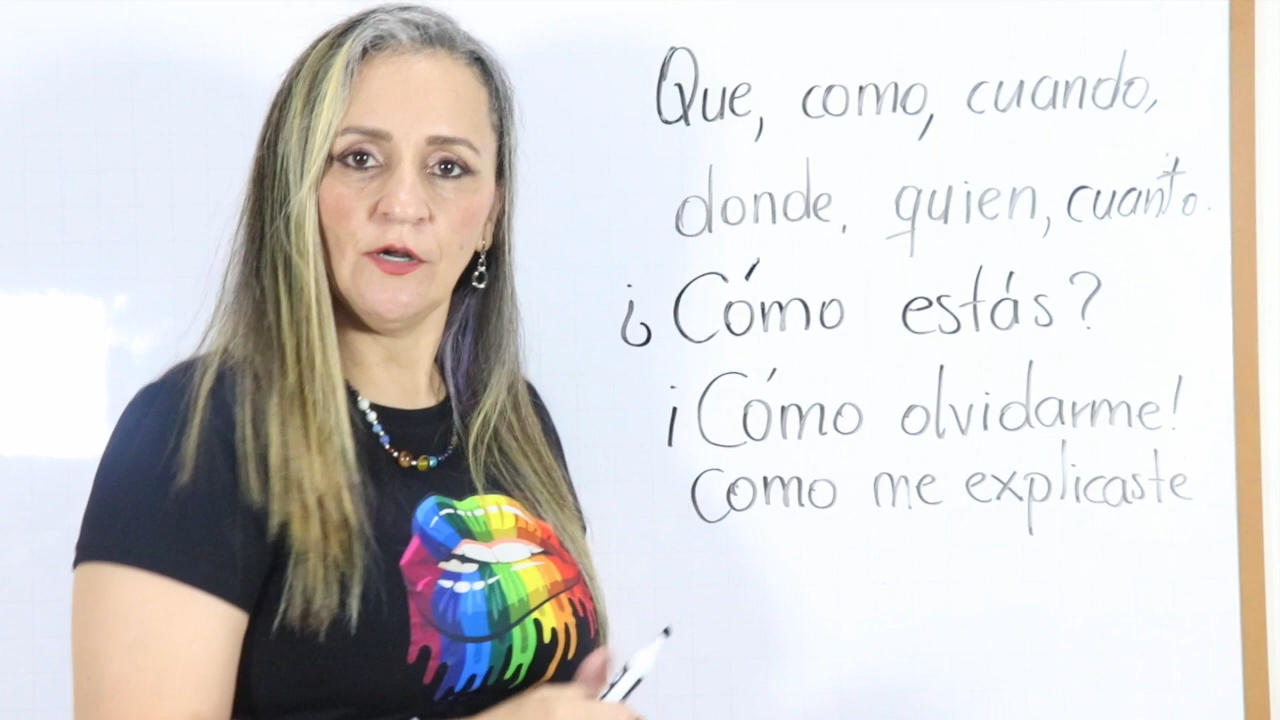 Que, como, cuando,
donde, quien, cuanto.
¿Cómo estás?
¡Cómo olvidarme!
Como me explicaste